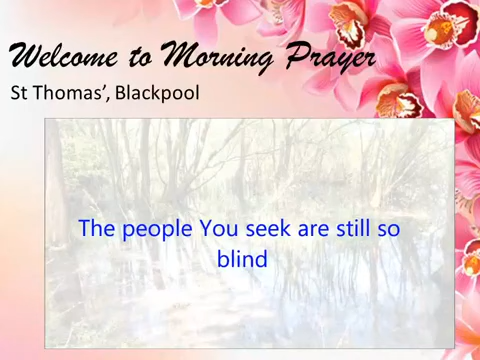 Welcome to Morning Prayer
St Thomas’, Blackpool
The people You seek are still so
blind